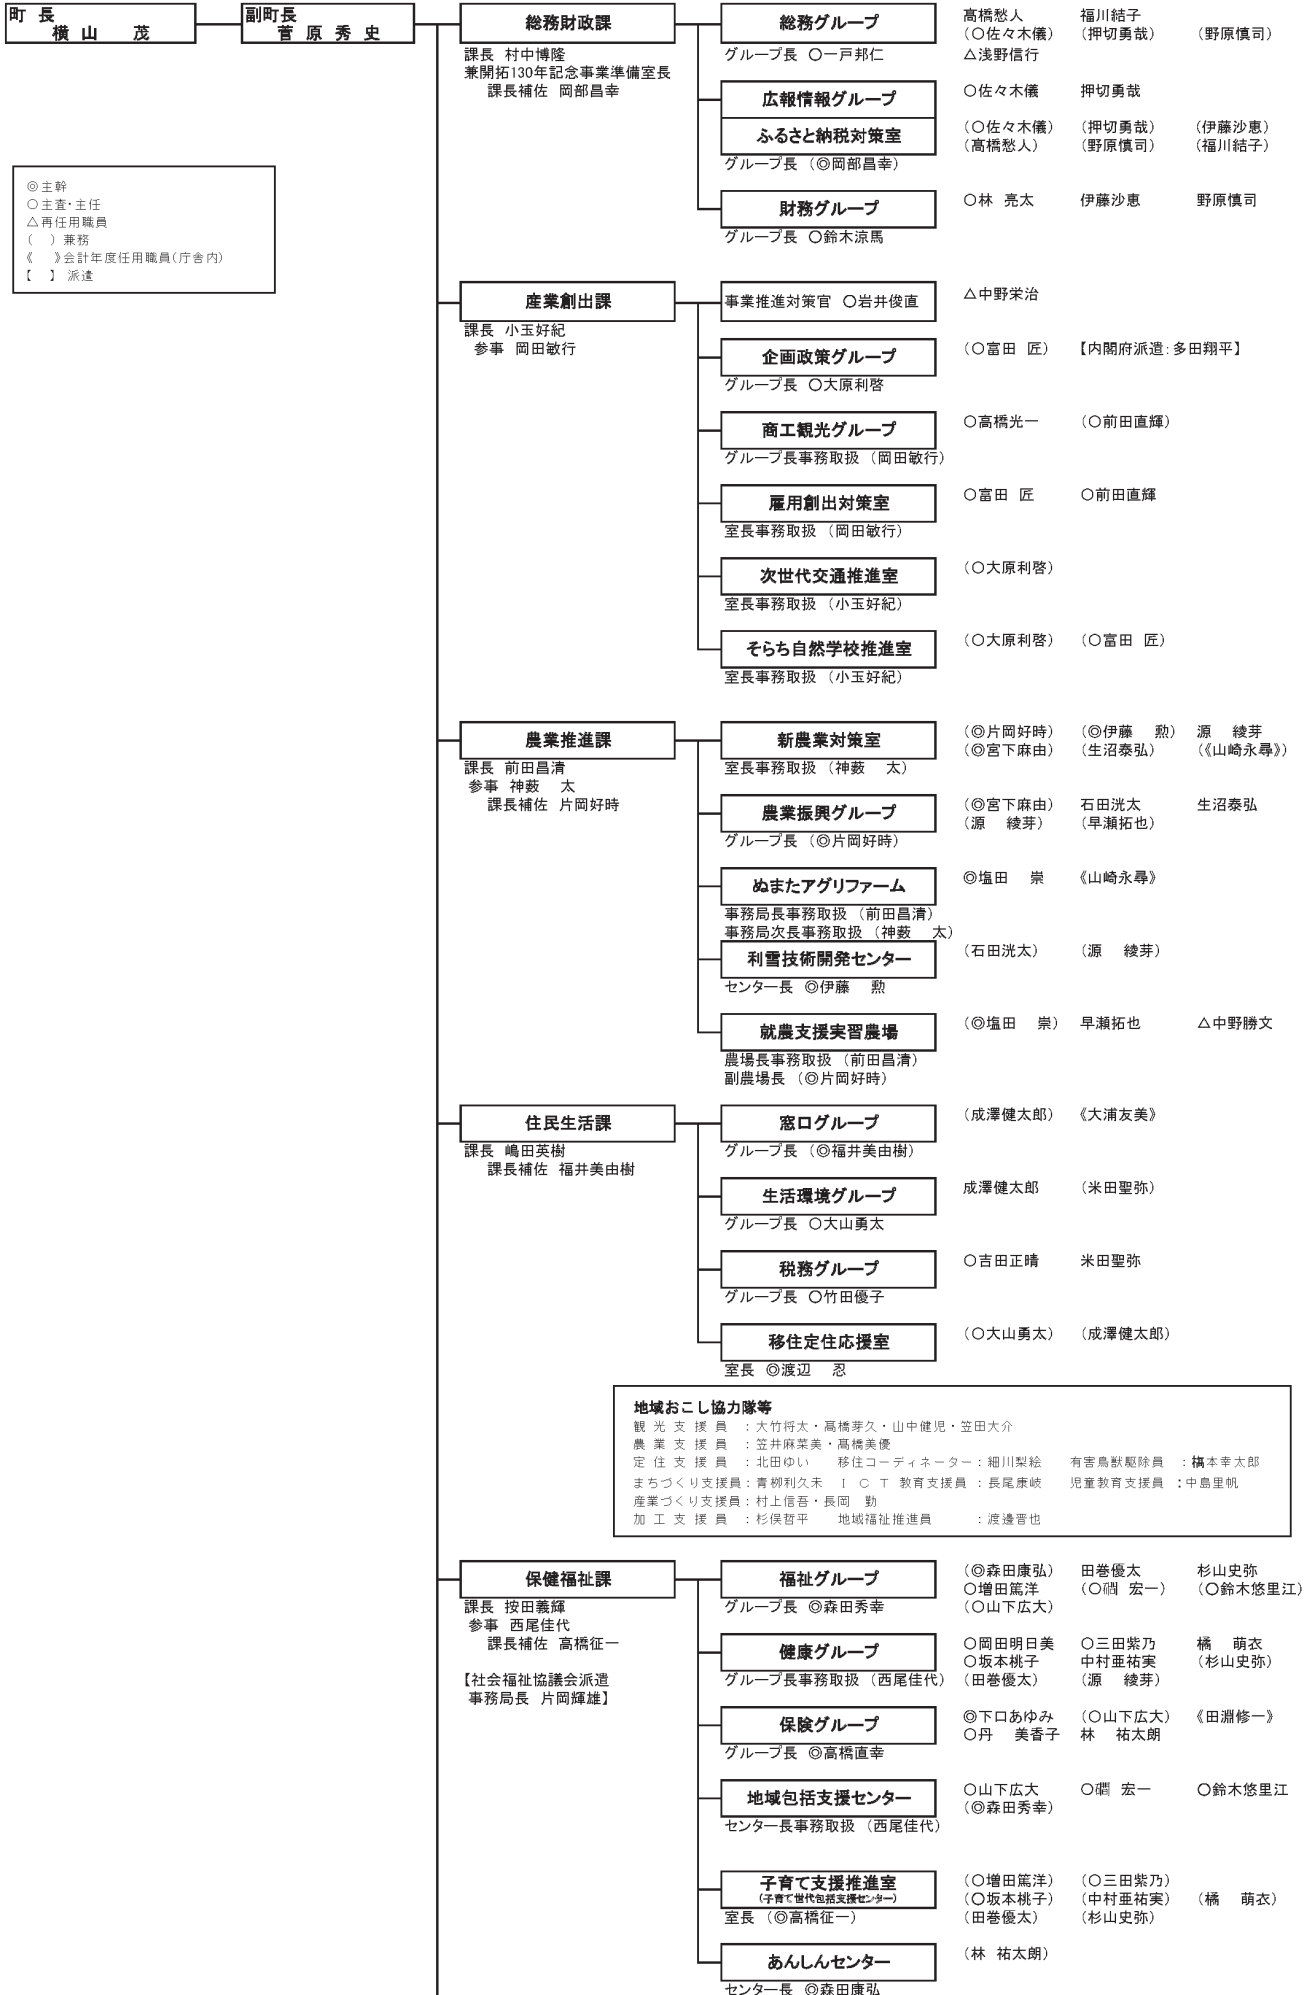 町 長
横 山 茂
副町長
菅 原 秀 史
◎主幹
○主査・主任
△再任用職員
( ) 兼務
《 》会計年度任用職員(庁舎内)
【 】 派遣
総務財政課
課長 村中博隆
兼開拓130年記念事業準備室長
課長補佐 岡部昌幸
総務グループ
グループ長 ○一戸邦仁
髙橋愁人 福川結子
(○佐々木儀) (押切勇哉) (野原慎司)
△浅野信行
広報情報グループ
○佐々木儀 押切勇哉
ふるさと納税対策室
グループ長 (◎岡部昌幸)
(○佐々木儀) (押切勇哉) (伊藤沙恵)
(髙橋愁人) (野原慎司) (福川結子)
財務グループ
グループ長 ○鈴木涼馬
○林 亮太 伊藤沙恵 野原慎司
産業創出課
課長 小玉好紀
参事 岡田敏行
事業推進対策官 ○岩井俊直
△中野栄治
企画政策グループ
グループ長 ○大原利啓
(○富田 匠) 【内閣府派遣:多田翔平】
商工観光グループ
グループ長事務取扱 (岡田敏行)
○高橋光一 (○前田直輝)
雇用創出対策室
室長事務取扱 (岡田敏行)
○富田 匠 ○前田直輝
次世代交通推進室
室長事務取扱 (小玉好紀)
(○大原利啓)
そらち自然学校推進室
室長事務取扱 (小玉好紀)
(○大原利啓) (○富田 匠)
農業推進課
課長 前田昌清
参事 神薮 太
課長補佐 片岡好時
新農業対策室
室長事務取扱 (神薮 太)
(◎片岡好時) (◎伊藤 勲) 源 綾芽
(◎宮下麻由) (生沼泰弘) (《山崎永尋》)
農業振興グループ
グループ長 (◎片岡好時)
(◎宮下麻由) 石田洸太 生沼泰弘
(源 綾芽) (早瀬拓也)
ぬまたアグリファーム
事務局長事務取扱 (前田昌清)
事務局次長事務取扱 (神薮 太)
◎塩田 崇 《山崎永尋》
利雪技術開発センター
センター長 ◎伊藤 勲
(石田洸太) (源 綾芽)
就農支援実習農場
農場長事務取扱 (前田昌清)
副農場長 (◎片岡好時)
(◎塩田 崇) 早瀬拓也 △中野勝文
住民生活課
課長 嶋田英樹
課長補佐 福井美由樹
窓口グループ
グループ長 (◎福井美由樹)
(成澤健太郎) 《大浦友美》
生活環境グループ
グループ長 ○大山勇太
成澤健太郎 (米田聖弥)
税務グループ
グループ長 ○竹田優子
○吉田正晴 米田聖弥
移住定住応援室
室長 ◎渡辺 忍
(○大山勇太) (成澤健太郎)
地域おこし協力隊等
観 光 支 援 員 :大竹将太・髙橋芽久・山中健児・笠田大介
農 業 支 援 員 :笠井麻菜美・髙橋美優
定 住 支 援 員 :北田ゆい 移住コーディネーター:細川梨絵 有害鳥獣駆除員 :槗本幸太郎
まちづくり支援員:青柳利久未 I C T 教育支援員 :長尾康岐 児童教育支援員 :中島里帆
産業づくり支援員:村上信吾・長岡 勤
加 工 支 援 員 :杉俣哲平 地域福祉推進員 :渡邊晋也
保健福祉課
課長 按田義輝
参事 西尾佳代
課長補佐 高橋征一
【社会福祉協議会派遣
事務局長 片岡輝雄】
福祉グループ
グループ長 ◎森田秀幸
(◎森田康弘) 田巻優太 杉山史弥
○増田篤洋 (○礀 宏一) (○鈴木悠里江)
(○山下広大)
健康グループ
グループ長事務取扱 (西尾佳代)
○岡田明日美 ○三田紫乃 橘 萌衣
○坂本桃子 中村亜祐実 (杉山史弥)
(田巻優太) (源 綾芽)
保険グループ
グループ長 ◎高橋直幸
◎下口あゆみ (○山下広大) 《田淵修一》
○丹 美香子 林 祐太朗
地域包括支援センター
センター長事務取扱 (西尾佳代)
○山下広大 ○礀 宏一 ○鈴木悠里江
(◎森田秀幸)
子育て支援推進室
(子育て世代包括支援センター)
室長 (◎高橋征一)
(○増田篤洋) (○三田紫乃)
(○坂本桃子) (中村亜祐実) (橘 萌衣)
(田巻優太) (杉山史弥)
あんしんセンター
センター長 ◎森田康弘
(林 祐太朗)